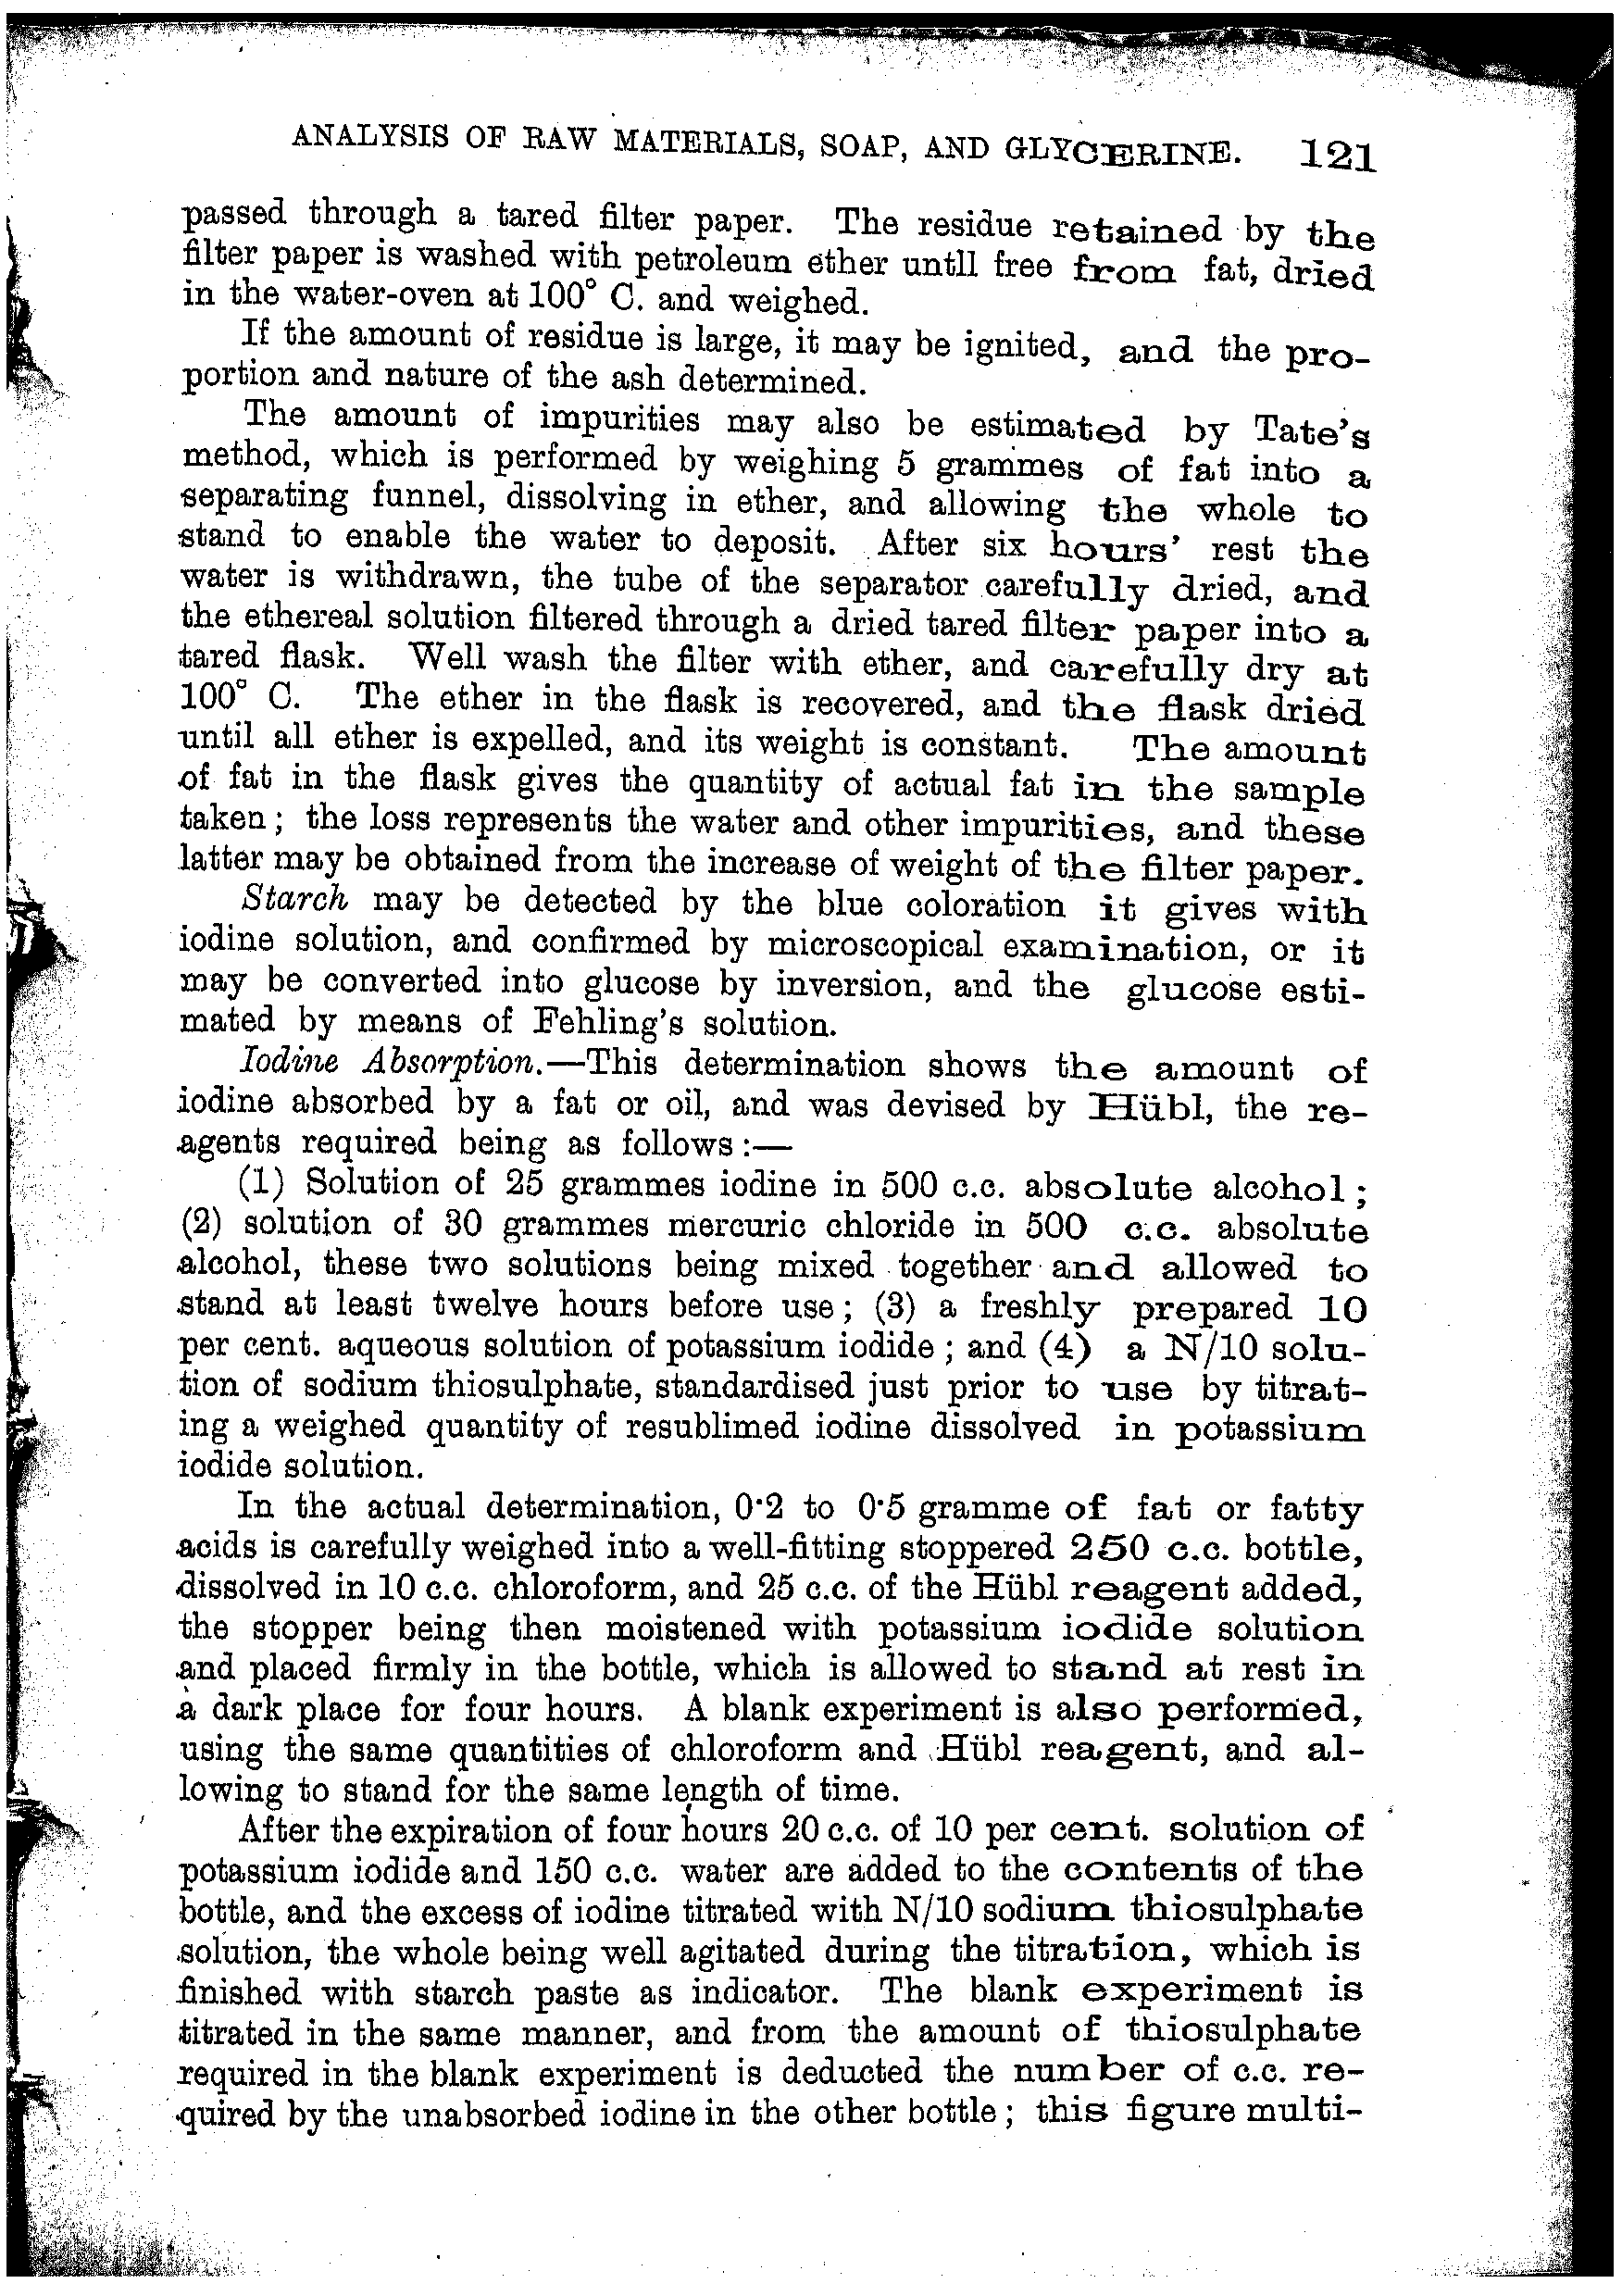 ANALYSIS OF RAW MATERIALS, SOAP, AND GLYCERINE. 121
passed through a tared filter paper. The residue retained by the
filter paper is washed with petroleum ether untll free from fat, dried
in the water-oven at 100° C. and weighed.
If the amount of residue is large, it may be ignited, and the pro-
portion and nature of the ash determined.
The amount of impurities may also be estimated by Tate's
method, which is performed by weighing 5 grammes of fat into a
separating funnel, dissolving in ether, and allowing the whole to
stand to enable the water to deposit. After six hours' rest the
water is withdrawn, the tube of the separator carefully dried, and
the ethereal solution filtered through a dried tared filter paper into a
tared flask. Well wash the filter with ether, and carefully dry at
100° C. The ether in the flask is recovered, and the flask dried
until all ether is expelled, and its weight is constant. The amount
of fat in the flask gives the quantity of actual fat in the sample
taken; the loss represents the water and other impurities, and these
latter may be obtained from the increase of weight of the filter paper.
Starch may be detected by the blue coloration it gives with
iodine solution, and confirmed by microscopical examination, or it
may be converted into glucose by inversion, and the glucose esti-
mated by means of Fehling's solution.
Iodine Absorption.—This determination shows the amount of
iodine absorbed by a fat or oil, and was devised by Hübl, the re-
agents required being as follows:—
(1) Solution of 25 grammes iodine in 500 c.c. absolute alcohol;
(2) solution of 30 grammes mercuric chloride in 500 c.c. absolute
alcohol, these two solutions being mixed together and allowed to
stand at least twelve hours before use; (3) a freshly prepared 10
per cent. aqueous solution of potassium iodide; and (4) a N/10 solu-
tion of sodium thiosulphate, standardised just prior to use by titrat-
ing a weighed quantity of resublimed iodine dissolved in potassium
iodide solution.
In the actual determination, 0·2 to 0·5 gramme of fat or fatty
acids is carefully weighed into a well-fitting stoppered 250 c.c. bottle,
dissolved in 10 c.c. chloroform, and 25 c.c. of the Hübl reagent added,
the stopper being then moistened with potassium iodide solution
and placed firmly in the bottle, which is allowed to stand at rest in
a dark place for four hours. A blank experiment is also performed,
using the same quantities of chloroform and Hübl reagent, and al-
lowing to stand for the same length of time.
After the expiration of four hours 20 c.c. of 10 per cent. solution of
potassium iodide and 150 c.c. water are added to the contents of the
bottle, and the excess of iodine titrated with N/10 sodium thiosulphate
solution, the whole being well agitated during the titration, which is
finished with starch paste as indicator. The blank experiment is
titrated in the same manner, and from the amount of thiosulphate
required in the blank experiment is deducted the number of c.c. re-
quired by the unabsorbed iodine in the other bottle; this figure multi-